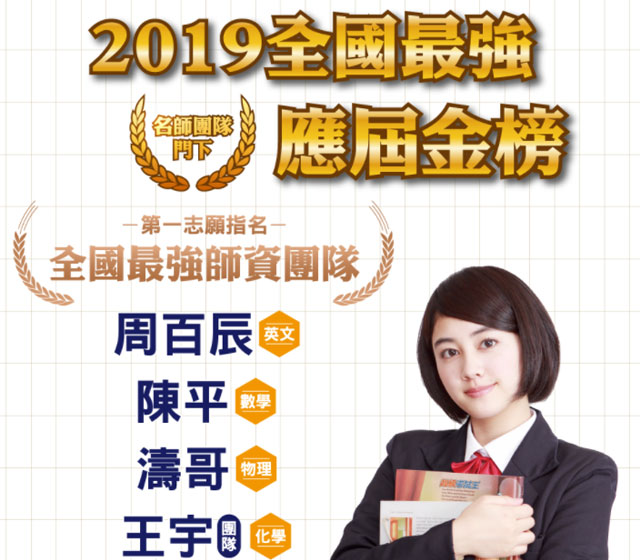 2019全國最強
名師團隊
門下
應屆金榜
第一志願指名
全國最強師資團隊
周百辰 英文
陳平 數學
濤哥 物理
王宇 團隊 化學